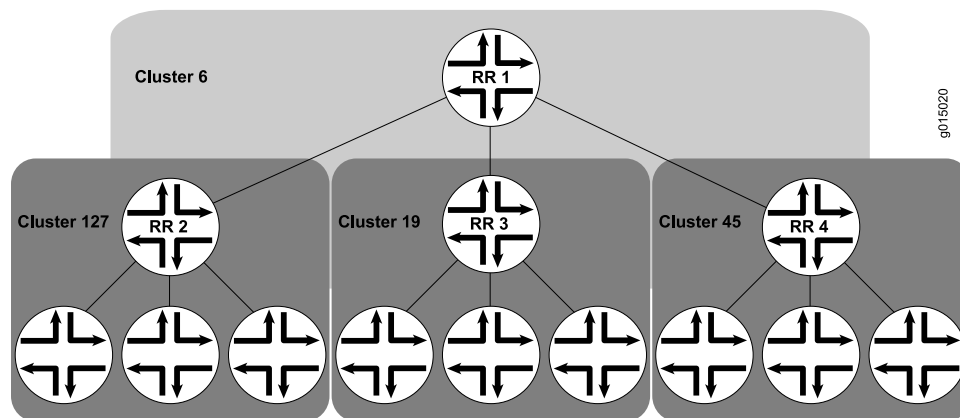 Cluster 6
RR 1
g015020
Cluster 127
RR 2
Cluster 19
RR 3
Cluster 45
RR 4